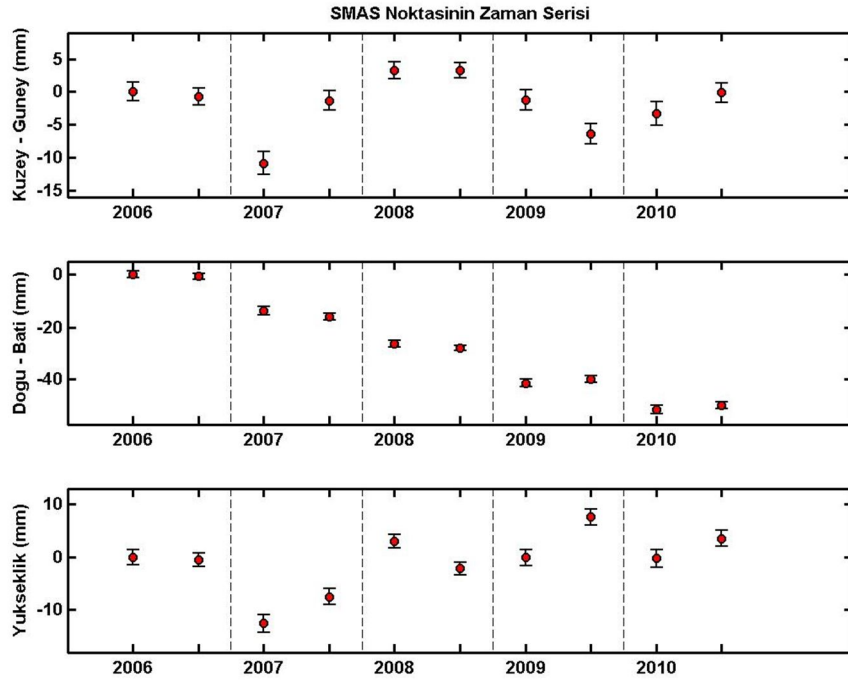 SMAS Noktasinin Zaman Serisi
Kuzey - Guney (mm)
5
0
-5
-10
-15
2006 2007 2008 2009 2010
Dogu - Bati (mm)
0
-20
-40
2006 2007 2008 2009 2010
Yukseklik (mm)
10
0
-10
2006 2007 2008 2009 2010